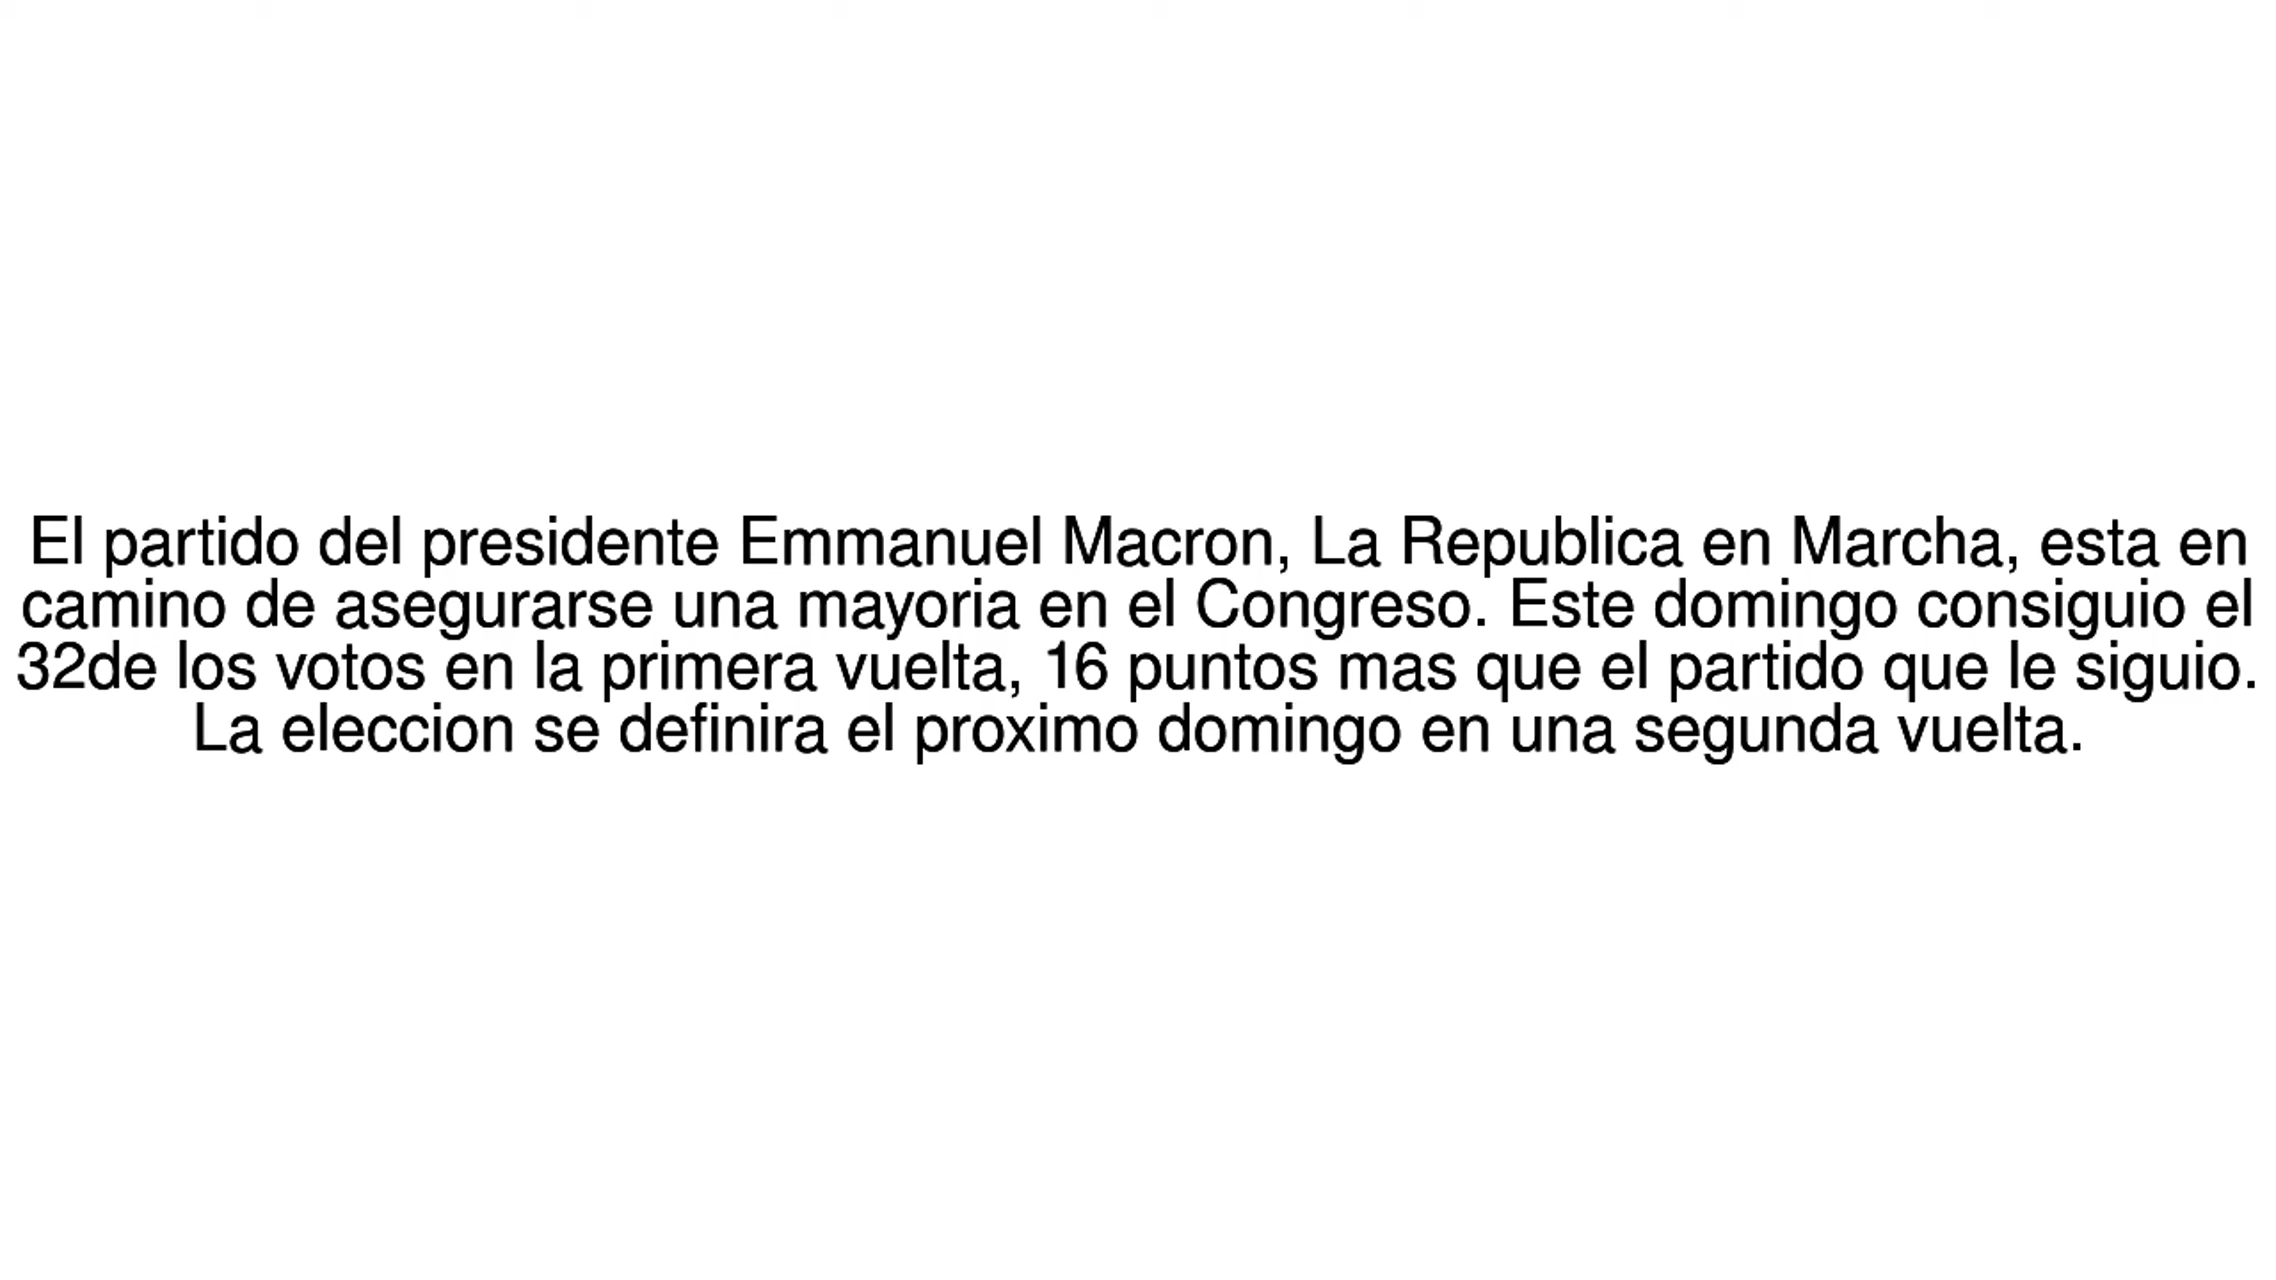 El partido del presidente Emmanuel Macron, La Republica en Marcha, esta en
camino de asegurarse una mayoria en el Congreso. Este domingo consiguio el
32de los votos en la primera vuelta, 16 puntos mas que el partido que le siguio.
La eleccion se definira el proximo domingo en una segunda vuelta.